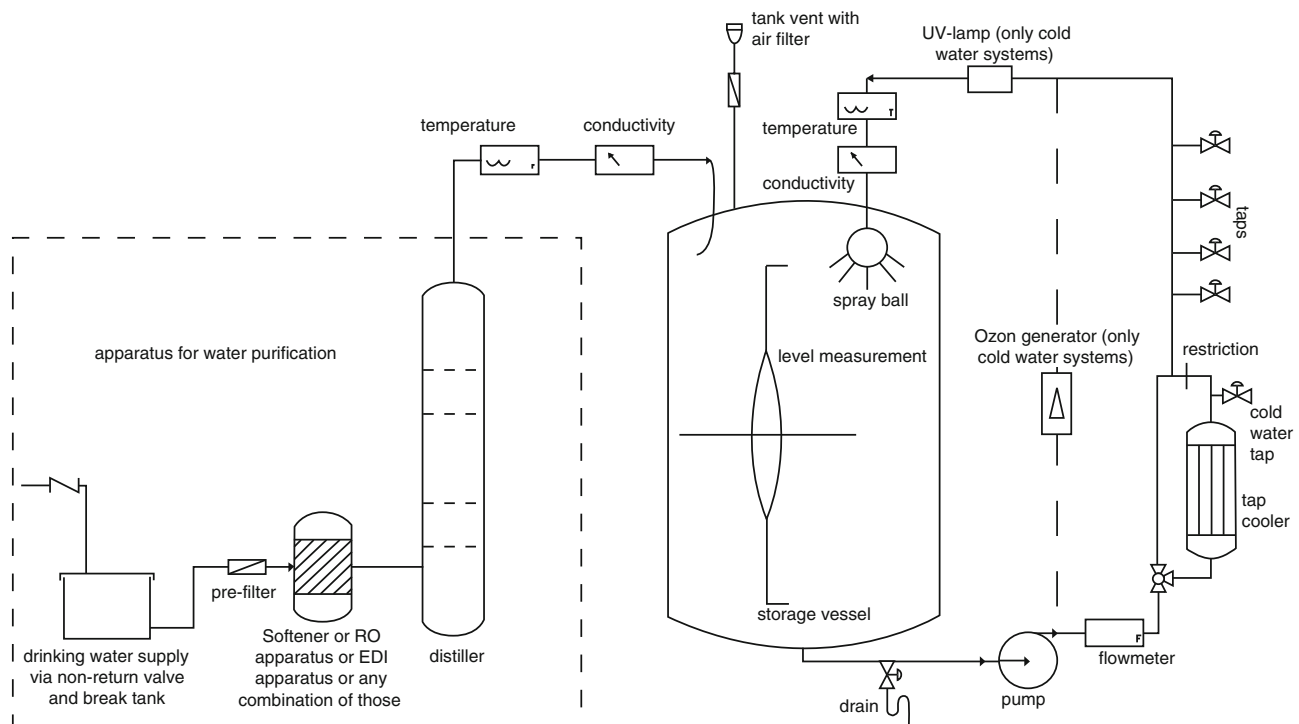 tank vent with
air filter
UV-lamp (only cold
water systems)
temperature
conductivity
T
temperature
T
conductivity
taps
spray ball
apparatus for water purification
level measurement
Ozon generator (only
cold water systems)
restriction
cold
water
tap
tap
cooler
pre-filter
storage vessel
drinking water supply
via non-return valve
and break tank
Softener or RO
apparatus or EDI
apparatus or any
combination of those
distiller
F
flowmeter
drain
pump